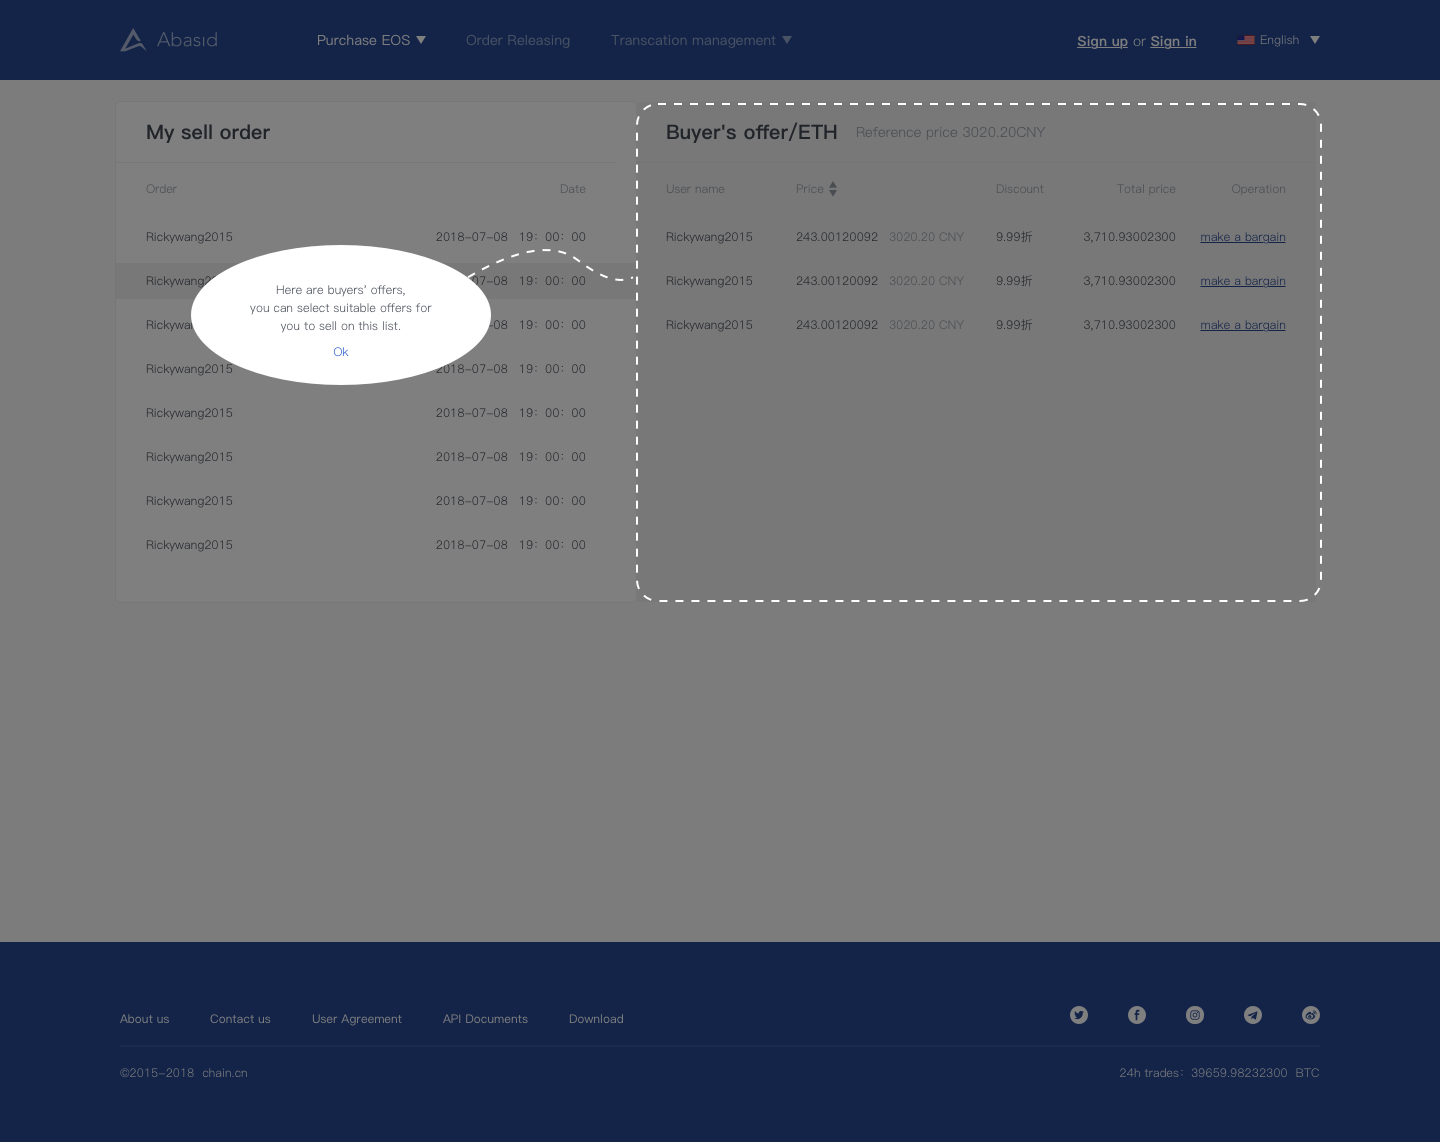 Abasid Purchase EOS Order Releasing Transcation management Sign up or Sign in English
My sell order
Order Date
Rickywang2015 2018-07-08 19：00：00
Rickywang2 07-08 19：00：00
Rickywan -08 19：00：00
Rickywang2015 2018-07-08 19：00：00
Rickywang2015 2018-07-08 19：00：00
Rickywang2015 2018-07-08 19：00：00
Rickywang2015 2018-07-08 19：00：00
Rickywang2015 2018-07-08 19：00：00
Here are buyers' offers,
you can select suitable offers for
you to sell on this list.
Ok
Buyer's offer/ETH Reference price 3020.20CNY
User name Price Discount Total price Operation
Rickywang2015 243.00120092 3020.20 CNY 9.99折 3,710.93002300 make a bargain
Rickywang2015 243.00120092 3020.20 CNY 9.99折 3,710.93002300 make a bargain
Rickywang2015 243.00120092 3020.20 CNY 9.99折 3,710.93002300 make a bargain
About us Contact us User Agreement API Documents Download
©2015-2018 chain.cn 24h trades：39659.98232300 BTC